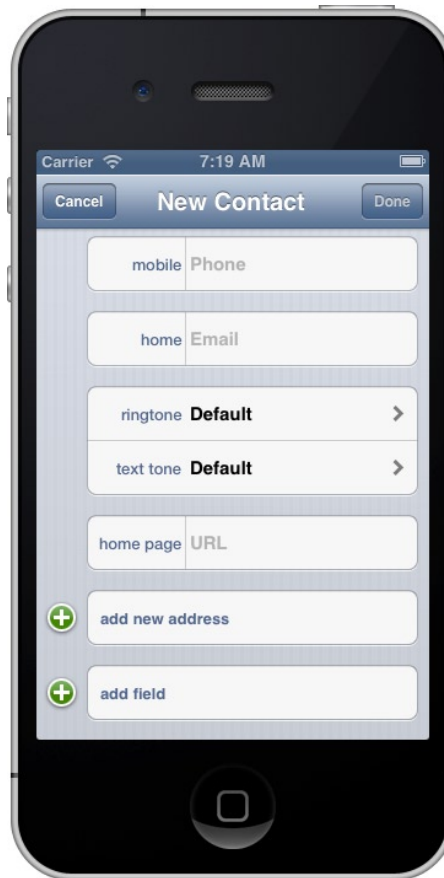 Carrier 7:19 AM
Cancel New Contact Done
mobile Phone
home Email
ringtone Default
text tone Default
home page URL
add new address
add field